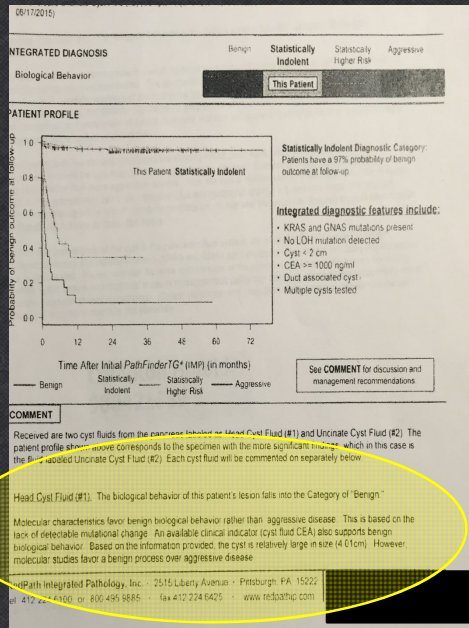 06/17/2015)
INTEGRATED DIAGNOSIS
Biological Behavior
Benign
Statistically Indolent
Statistically Higher Risk
Aggressive
This Patient
PATIENT PROFILE
Probability of benign outcome at follow-up
1.0
0.8
0.6
0.4
0.2
0.0
This Patient Statistically Indolent
0 12 24 36 48 60 72
Time After Initial PathFinderTG® (IMP) (in months)
Benign
Statistically Indolent
Statistically Higher Risk
Aggressive
Statistically Indolent Diagnostic Category:
Patients have a 97% probability of benign
outcome at follow-up
Integrated diagnostic features include:
• KRAS and GNAS mutations present
• No LOH mutation detected
• Cyst < 2 cm
• CEA >= 1000 ng/ml
• Duct associated cyst
• Multiple cysts tested
See COMMENT for discussion and
management recommendations
COMMENT
Received are two cyst fluids from the pancreas labeled as Head Cyst Fluid (#1) and Uncinate Cyst Fluid (#2) The
patient profile shown above corresponds to the specimen with the more significant findings, which in this case is
the fluid labeled Uncinate Cyst Fluid (#2) Each cyst fluid will be commented on separately below
Head Cyst Fluid (#1). The biological behavior of this patient's lesion falls into the Category of "Benign."
Molecular characteristics favor benign biological behavior rather than aggressive disease This is based on the
lack of detectable mutational change An available clinical indicator (cyst fluid CEA) also supports benign
biological behavior. Based on the information provided, the cyst is relatively large in size (4.01cm). However,
molecular studies favor a benign process over aggressive disease
RedPath Integrated Pathology, Inc. · 2515 Liberty Avenue · Pittsburgh, PA 15222
tel 412.224.6100 or 800.495.9885 · fax 412.224.6425 · www.redpathip.com